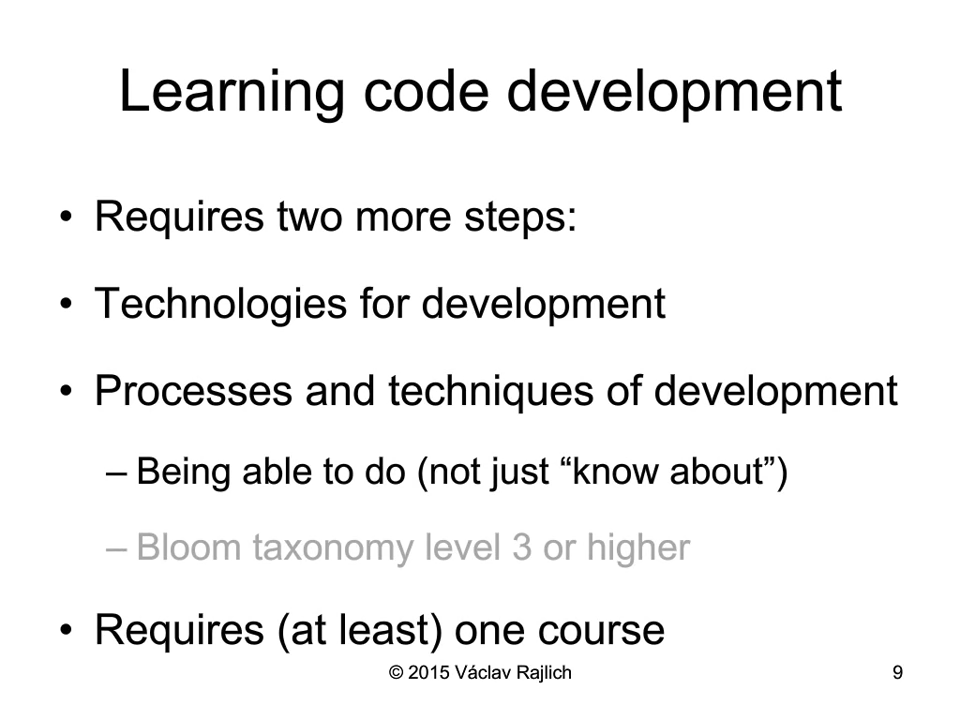 Learning code development
• Requires two more steps:
• Technologies for development
• Processes and techniques of development
– Being able to do (not just “know about”)
– Bloom taxonomy level 3 or higher
• Requires (at least) one course
© 2015 Václav Rajlich 9